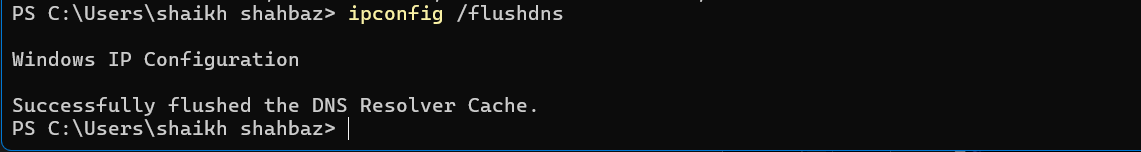 PS C:\Users\shaikh shahbaz> ipconfig /flushdns
Windows IP Configuration
Successfully flushed the DNS Resolver Cache.
PS C:\Users\shaikh shahbaz>